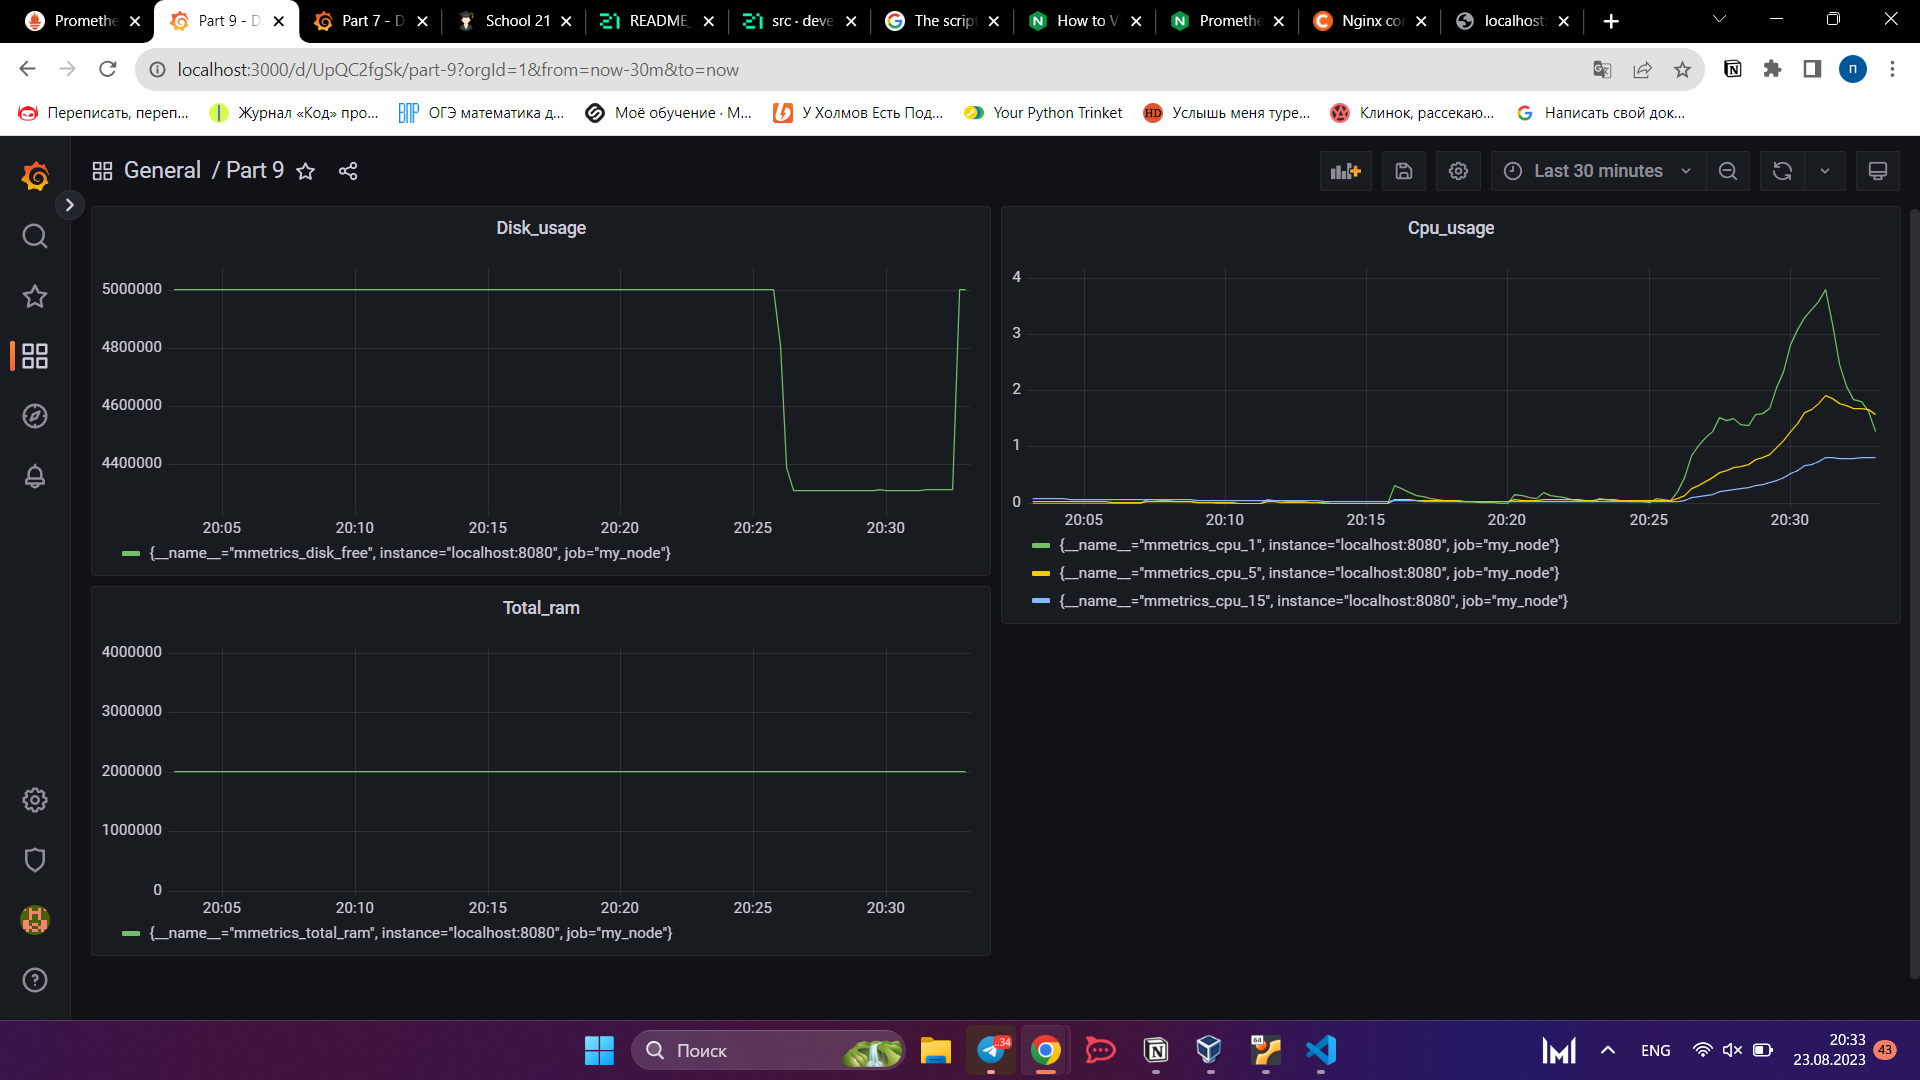 Promethe
Part 9 - D
Part 7 - D
School 21
README_
src · deve
The scrip
How to V
Promethe
Nginx co
localhost:
localhost:3000/d/UpQC2fgSk/part-9?orgId=1&from=now-30m&to=now
Переписать, переп...
Журнал «Код» про...
ОГЭ математика д...
Моё обучение · М...
У Холмов Есть Под...
Your Python Trinket
HD
Услышь меня туре...
Клинок, рассекаю...
Написать свой док...
General / Part 9
Last 30 minutes
Disk_usage
5000000
4800000
4600000
4400000
20:05 20:10 20:15 20:20 20:25 20:30
{__name__="mmetrics_disk_free", instance="localhost:8080", job="my_node"}
Cpu_usage
4
3
2
1
0
20:05 20:10 20:15 20:20 20:25 20:30
{__name__="mmetrics_cpu_1", instance="localhost:8080", job="my_node"}
{__name__="mmetrics_cpu_5", instance="localhost:8080", job="my_node"}
{__name__="mmetrics_cpu_15", instance="localhost:8080", job="my_node"}
Total_ram
4000000
3000000
2000000
1000000
0
20:05 20:10 20:15 20:20 20:25 20:30
{__name__="mmetrics_total_ram", instance="localhost:8080", job="my_node"}
Поиск
..34
64
ENG
20:33
23.08.2023
43